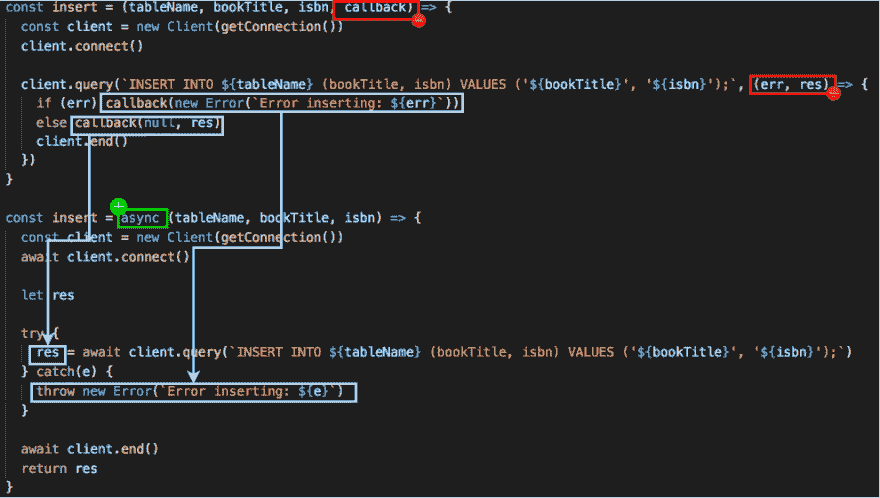 const insert = (tableName, bookTitle, isbn, callback) => {
const client = new Client(getConnection())
client.connect()
client.query(`INSERT INTO ${tableName} (bookTitle, isbn) VALUES ('${bookTitle}', '${isbn}');`, (err, res) => {
if (err) callback(new Error(`Error inserting: ${err}`))
else callback(null, res)
client.end()
})
}
const insert = async (tableName, bookTitle, isbn) => {
const client = new Client(getConnection())
await client.connect()
let res
try {
res = await client.query(`INSERT INTO ${tableName} (bookTitle, isbn) VALUES ('${bookTitle}', '${isbn}');`)
} catch(e) {
throw new Error(`Error inserting: ${e}`)
}
await client.end()
return res
}